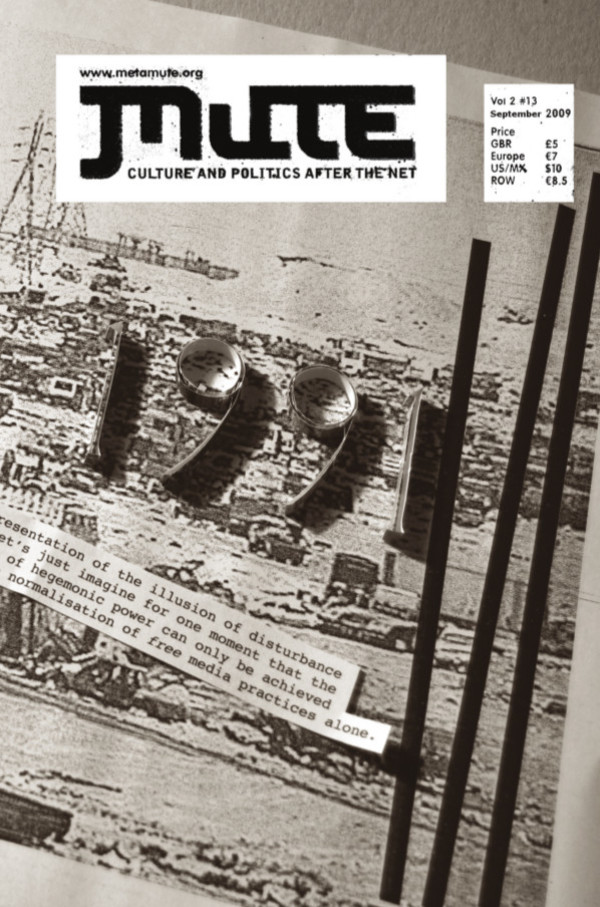 www.metamute.org
MUTE
CULTURE AND POLITICS AFTER THE NET
Vol 2 #13
September 2009
Price
GBR £5
Europe €7
US/MX $10
ROW €8.5
1991
resentation of the illusion of disturbance
et's just imagine for one moment that the
of hegemonic power can only be achieved
normalisation of free media practices alone.